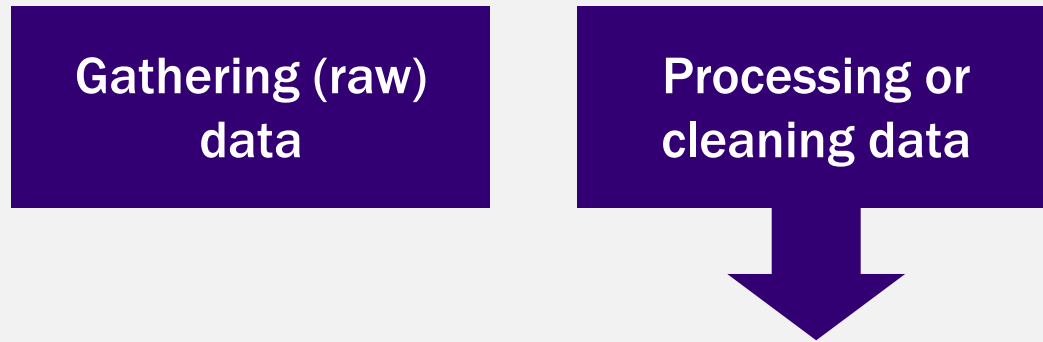 Gathering (raw)
data
Processing or
cleaning data